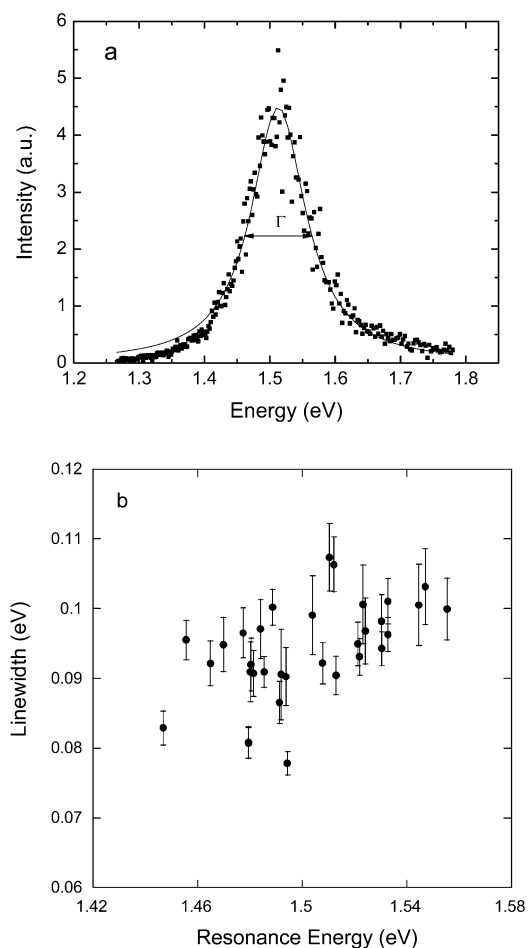 6
5
4
3
2
1
0
a
Γ
Intensity (a.u.)
1.2 1.3 1.4 1.5 1.6 1.7 1.8
Energy (eV)
0.12
0.11
0.1
0.09
0.08
0.07
0.06
b
Linewidth (eV)
1.42 1.46 1.5 1.54 1.58
Resonance Energy (eV)